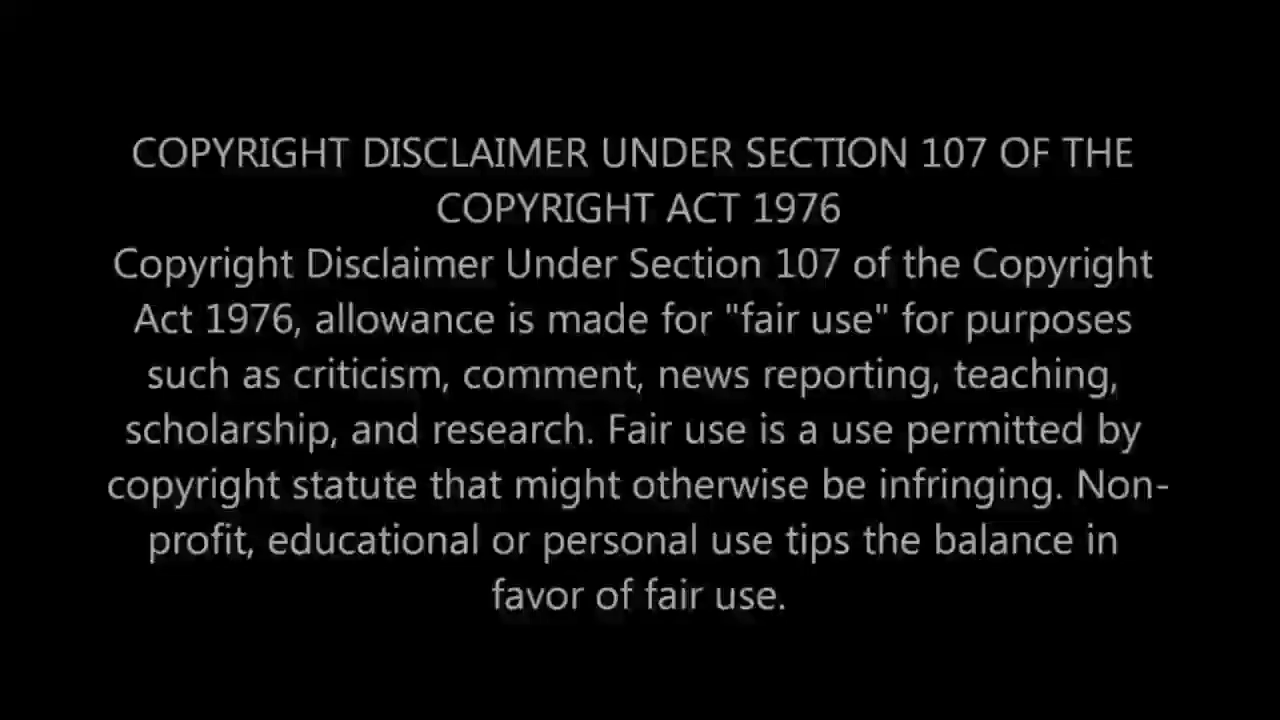 COPYRIGHT DISCLAIMER UNDER SECTION 107 OF THE
COPYRIGHT ACT 1976
Copyright Disclaimer Under Section 107 of the Copyright
Act 1976, allowance is made for "fair use" for purposes
such as criticism, comment, news reporting, teaching,
scholarship, and research. Fair use is a use permitted by
copyright statute that might otherwise be infringing. Non-
profit, educational or personal use tips the balance in
favor of fair use.